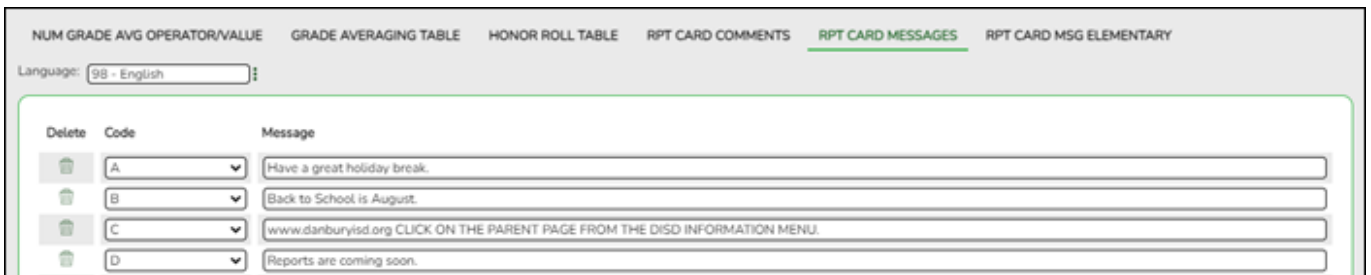 NUM GRADE AVG OPERATOR/VALUE GRADE AVERAGING TABLE HONOR ROLL TABLE RPT CARD COMMENTS RPT CARD MESSAGES RPT CARD MSG ELEMENTARY
Language: 98 - English
Delete Code Message
A Have a great holiday break.
B Back to School is August.
C www.danburyisd.org CLICK ON THE PARENT PAGE FROM THE DISD INFORMATION MENU.
D Reports are coming soon.